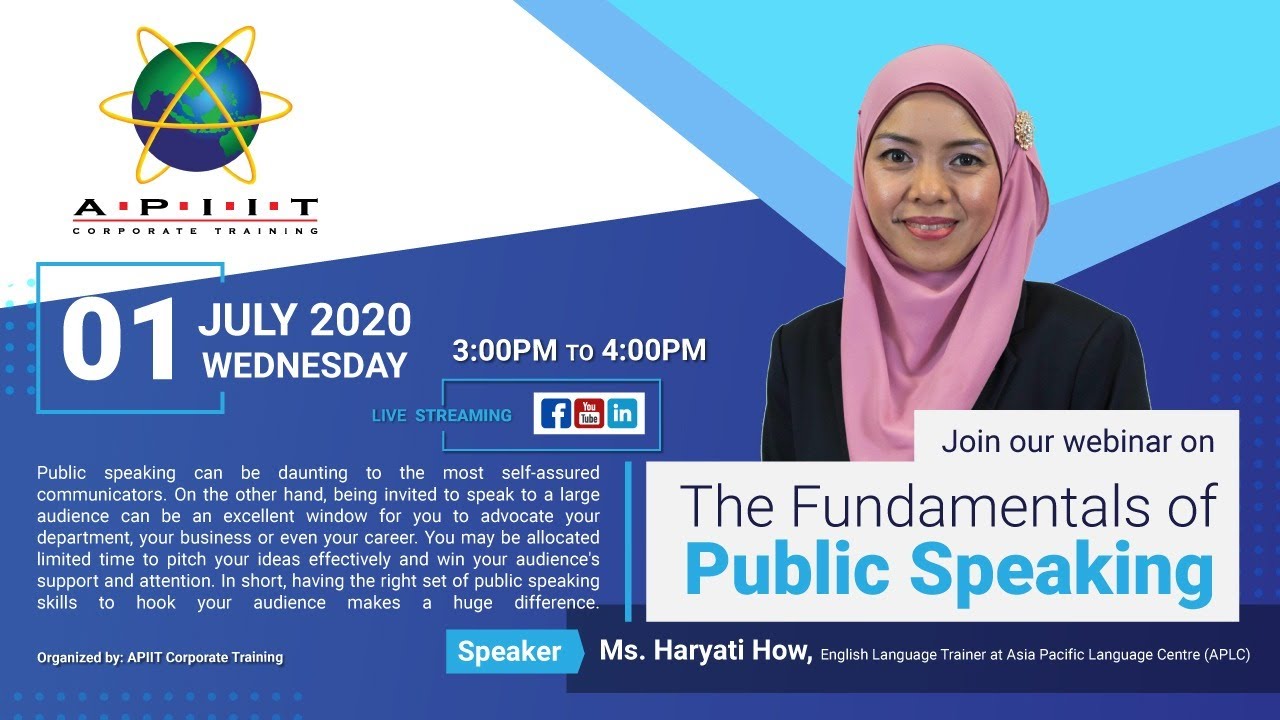 A·P·I·I·T
CORPORATE TRAINING
01
JULY 2020
WEDNESDAY
3:00PM TO 4:00PM
LIVE STREAMING
f
You
Tube
in
Public speaking can be daunting to the most self-assured
communicators. On the other hand, being invited to speak to a large
audience can be an excellent window for you to advocate your
department, your business or even your career. You may be allocated
limited time to pitch your ideas effectively and win your audience's
support and attention. In short, having the right set of public speaking
skills to hook your audience makes a huge difference.
Organized by: APIIT Corporate Training
Join our webinar on
The Fundamentals of
Public Speaking
Speaker
Ms. Haryati How, English Language Trainer at Asia Pacific Language Centre (APLC)